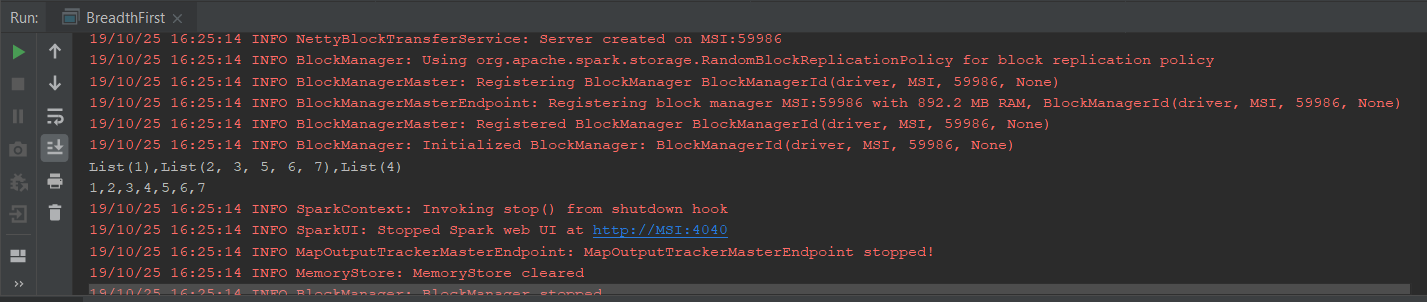 Run: BreadthFirst
19/10/25 16:25:14 INFO NettyBlockTransferService: Server created on MSI:59986
19/10/25 16:25:14 INFO BlockManager: Using org.apache.spark.storage.RandomBlockReplicationPolicy for block replication policy
19/10/25 16:25:14 INFO BlockManagerMaster: Registering BlockManager BlockManagerId(driver, MSI, 59986, None)
19/10/25 16:25:14 INFO BlockManagerMasterEndpoint: Registering block manager MSI:59986 with 892.2 MB RAM, BlockManagerId(driver, MSI, 59986, None)
19/10/25 16:25:14 INFO BlockManagerMaster: Registered BlockManager BlockManagerId(driver, MSI, 59986, None)
19/10/25 16:25:14 INFO BlockManager: Initialized BlockManager: BlockManagerId(driver, MSI, 59986, None)
List(1),List(2, 3, 5, 6, 7),List(4)
1,2,3,4,5,6,7
19/10/25 16:25:14 INFO SparkContext: Invoking stop() from shutdown hook
19/10/25 16:25:14 INFO SparkUI: Stopped Spark web UI at http://MSI:4040
19/10/25 16:25:14 INFO MapOutputTrackerMasterEndpoint: MapOutputTrackerMasterEndpoint stopped!
19/10/25 16:25:14 INFO MemoryStore: MemoryStore cleared
19/10/25 16:25:14 INFO BlockManager: BlockManager stopped